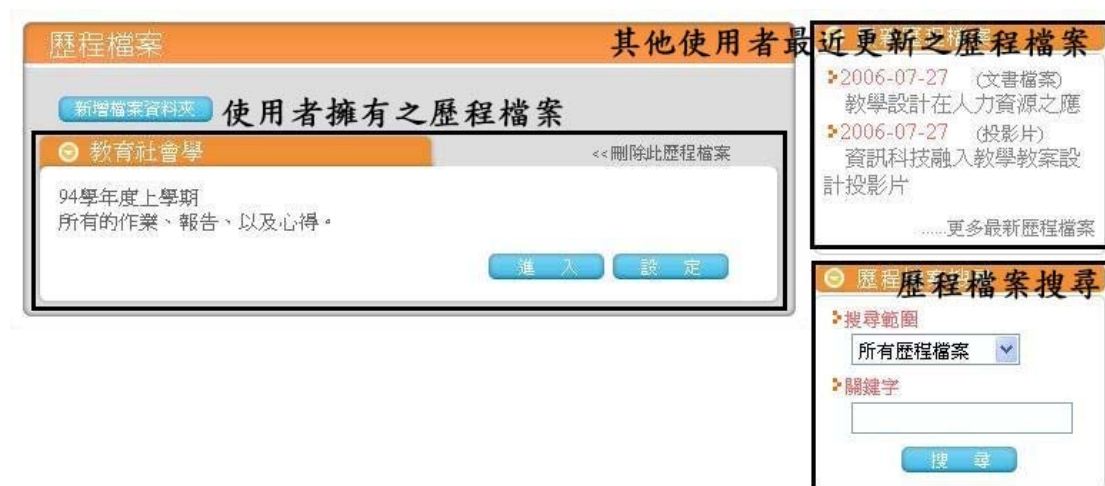 歷程檔案
其他使用者最近更新之歷程檔案
新增檔案資料夾
使用者擁有之歷程檔案
教育社會學
<<刪除此歷程檔案
94學年度上學期
所有的作業、報告、以及心得。
進 入
設 定
2006-07-27 (文書檔案)
教學設計在人力資源之應
2006-07-27 (投影片)
資訊科技融入教學教案設
計投影片
......更多最新歷程檔案
歷程檔案搜尋
搜尋範圍
所有歷程檔案
關鍵字
搜 尋